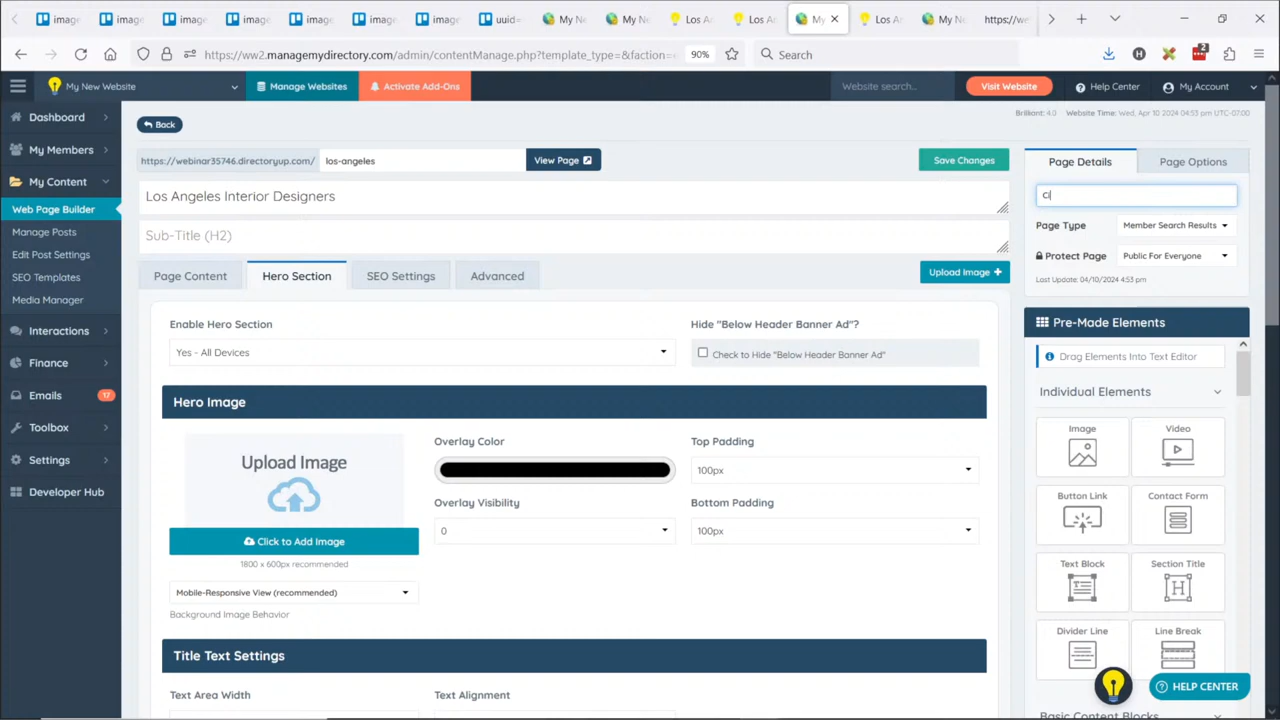 image
image
image
image
image
image
image
uuid=
My Ne
My Ne
Los A
Los A
My
Los A
My Ne
https://we
https://ww2.managemydirectory.com/admin/contentManage.php?template_type=&faction=e
90%
Search
2
My New Website
Manage Websites
Activate Add-Ons
Website search..
Visit Website
Help Center
My Account
Dashboard
My Members
My Content
Web Page Builder
Manage Posts
Edit Post Settings
SEO Templates
Media Manager
Interactions
Finance
Emails
17
Toolbox
Settings
Developer Hub
Brilliant: 4.0 Website Time: Wed, Apr 10 2024 04:53 pm UTC-07:00
Back
https://webinar35746.directoryup.com/
los-angeles
View Page
Save Changes
Los Angeles Interior Designers
Sub-Title (H2)
Page Content
Hero Section
SEO Settings
Advanced
Upload Image +
Enable Hero Section
Yes - All Devices
Hide "Below Header Banner Ad"?
Check to Hide "Below Header Banner Ad"
Hero Image
Upload Image
Click to Add Image
1800 x 600px recommended
Mobile-Responsive View (recommended)
Background Image Behavior
Overlay Color
Overlay Visibility
0
Top Padding
100px
Bottom Padding
100px
Title Text Settings
Text Area Width
Text Alignment
Page Details
Page Options
Ci
Page Type
Member Search Results
Protect Page
Public For Everyone
Last Update: 04/10/2024 4:53 pm
Pre-Made Elements
Drag Elements Into Text Editor
Individual Elements
Image
Video
Button Link
Contact Form
Text Block
Section Title
H
Divider Line
Line Break
HELP CENTER
Basic Content Blocks